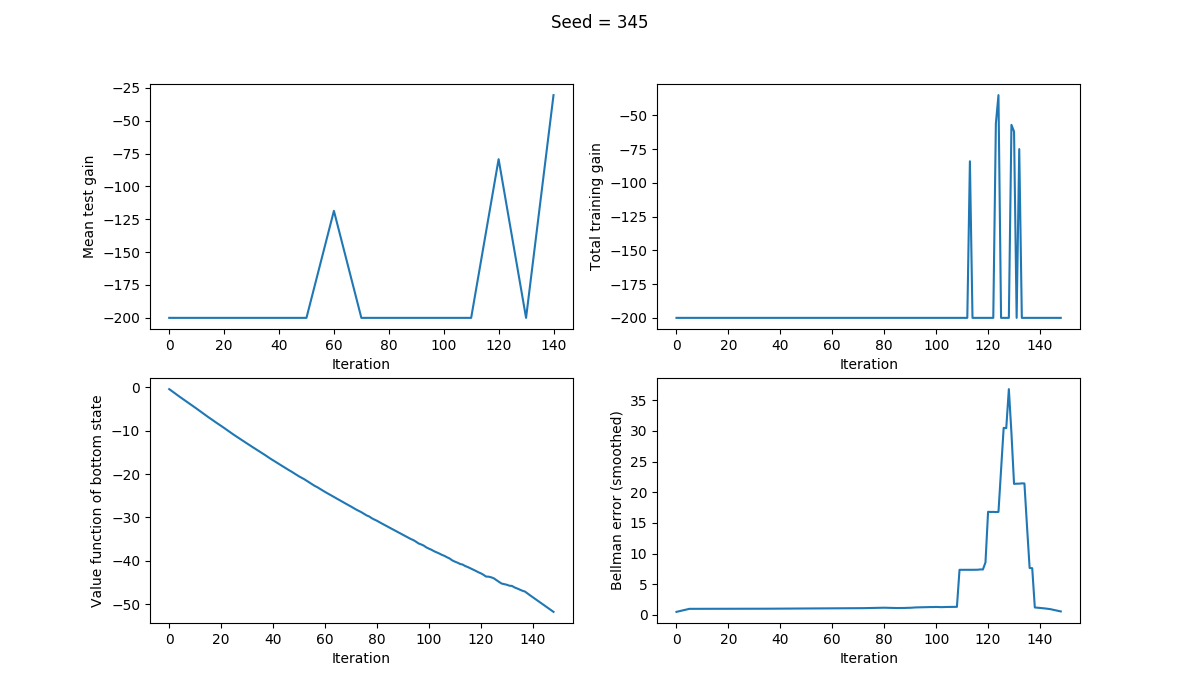 Seed = 345
Mean test gain
−25
−50
−75
−100
−125
−150
−175
−200
0 20 40 60 80 100 120 140
Iteration
Total training gain
−50
−75
−100
−125
−150
−175
−200
0 20 40 60 80 100 120 140
Iteration
Value function of bottom state
0
−10
−20
−30
−40
−50
0 20 40 60 80 100 120 140
Iteration
Bellman error (smoothed)
35
30
25
20
15
10
5
0
0 20 40 60 80 100 120 140
Iteration